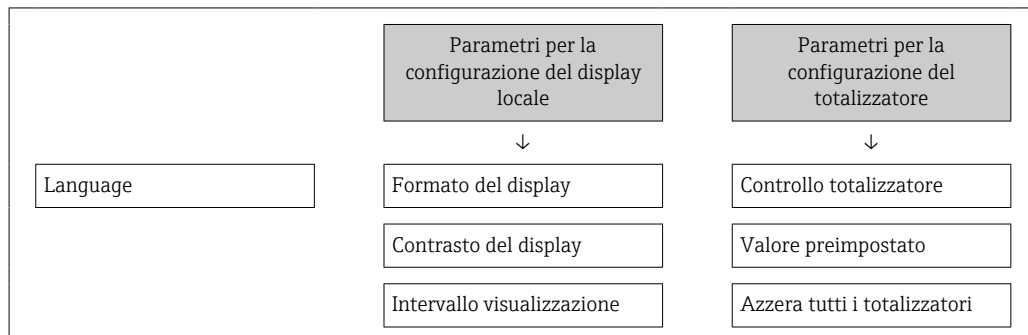 Parametri per la
configurazione del display
locale
Parametri per la
configurazione del
totalizzatore
↓
↓
Language
Formato del display
Controllo totalizzatore
Contrasto del display
Valore preimpostato
Intervallo visualizzazione
Azzera tutti i totalizzatori